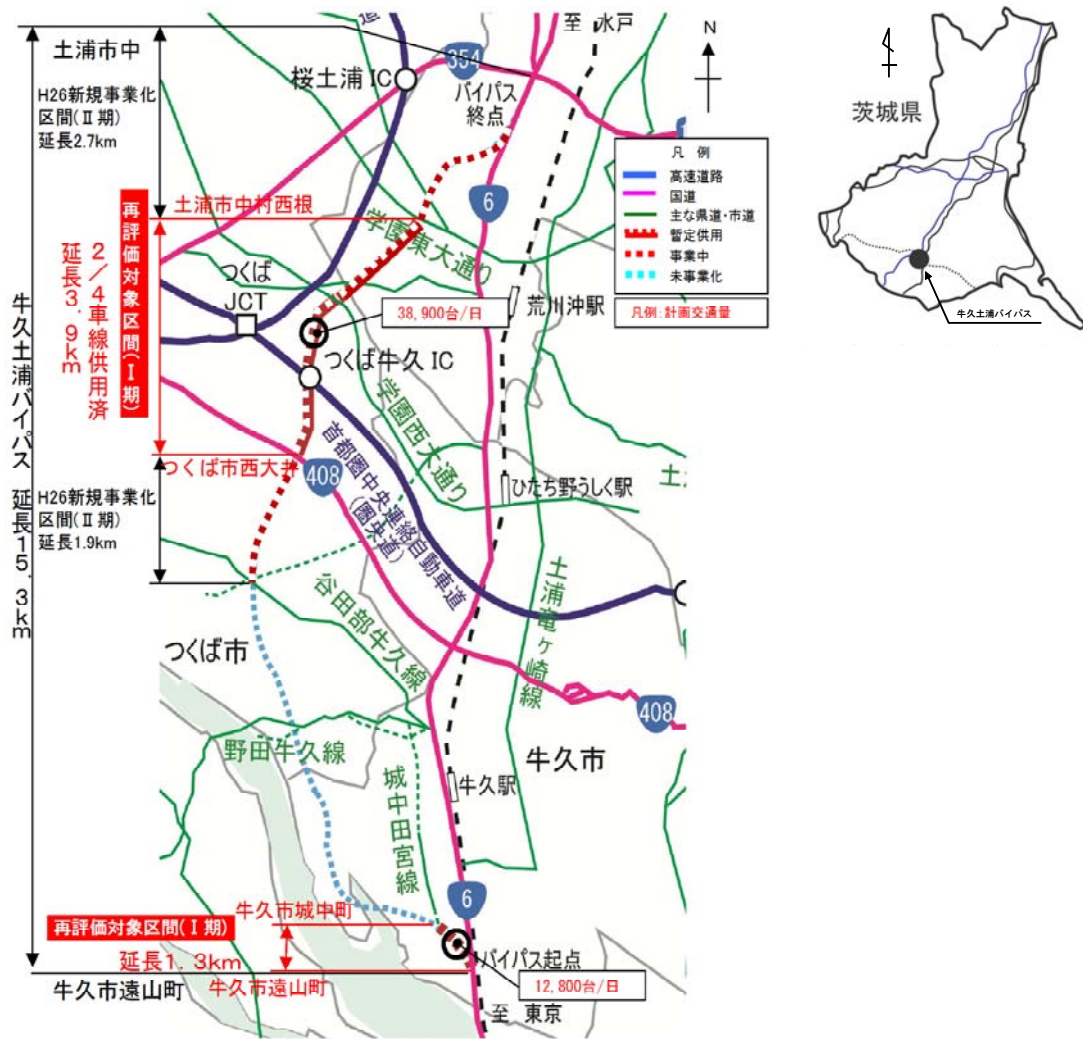 至 水戸
354
土浦市中
桜土浦 IC
バイパス
終点
H26新規事業化
区間(Ⅱ期)
延長2.7km
N
茨城県
牛久土浦バイパス
凡 例
高速道路
国道
主な県道・市道
暫定供用
事業中
未事業化
凡例:計画交通量
6
土浦市中村西根
学園東大通り
再評価対象区間(Ⅰ期)
2/4車線供用済
延長3.9km
つくば
JCT
38,900台/日
荒川沖駅
つくば牛久 IC
学園西大通り
牛久土浦バイパス 延長15.3km
つくば市西大井
408
首都圏中央連絡自動車道
(圏央道)
ひたち野うしく駅
土
H26新規事業化
区間(Ⅱ期)
延長1.9km
谷田部牛久線
土浦竜ヶ崎線
つくば市
408
野田牛久線
城中田宮線
牛久駅
牛久市
6
再評価対象区間(Ⅰ期)
牛久市城中町
延長1.3km
バイパス起点
牛久市遠山町
牛久市遠山町
12,800台/日
至 東京